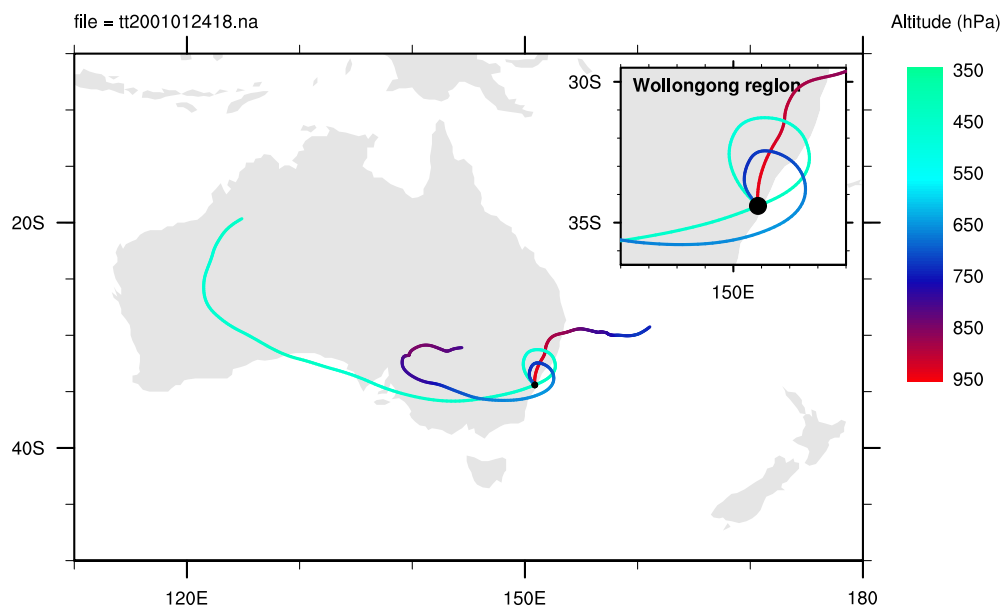 file = tt2001012418.na
Altitude (hPa)
350
450
550
650
750
850
950
Wollongong region
30S
35S
150E
20S
40S
120E
150E
180